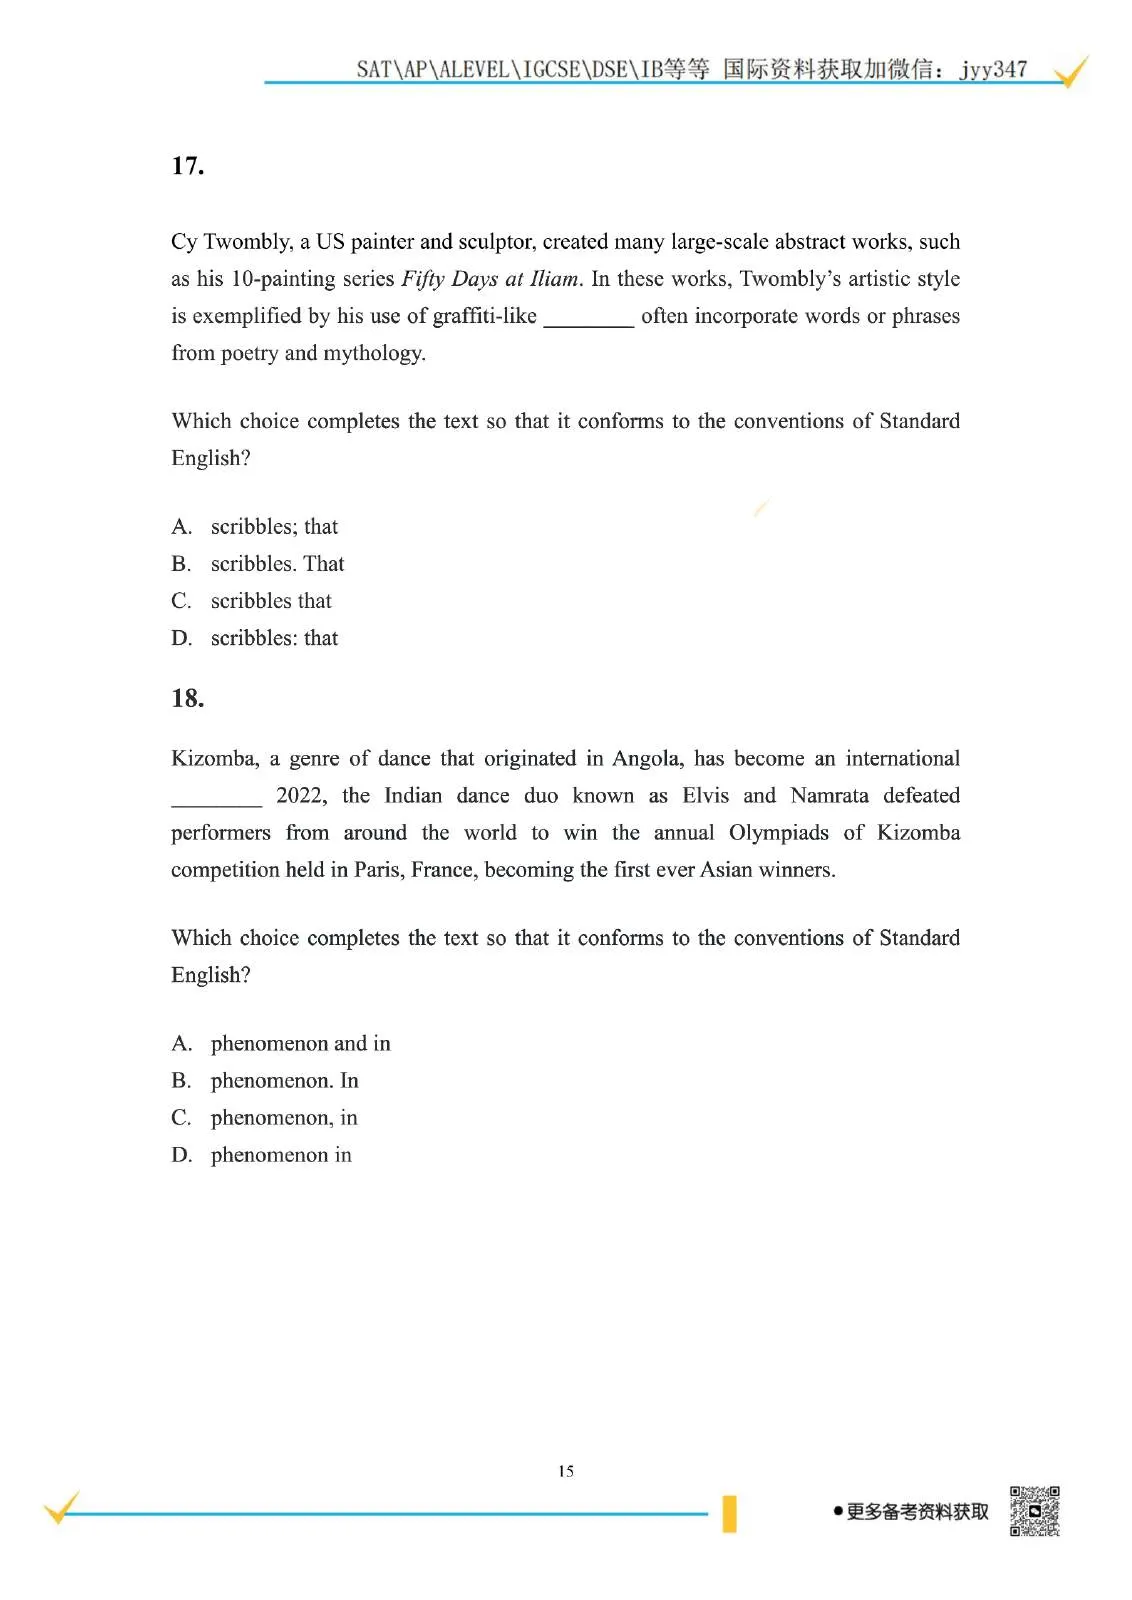 SAT\AP\ALEVEL\IGCSE\DSE\IB等等 国际资料获取加微信：jyy347
17.
Cy Twombly, a US painter and sculptor, created many large-scale abstract works, such
as his 10-painting series Fifty Days at Iliam. In these works, Twombly’s artistic style
is exemplified by his use of graffiti-like ________ often incorporate words or phrases
from poetry and mythology.
Which choice completes the text so that it conforms to the conventions of Standard
English?
A. scribbles; that
B. scribbles. That
C. scribbles that
D. scribbles: that
18.
Kizomba, a genre of dance that originated in Angola, has become an international
________ 2022, the Indian dance duo known as Elvis and Namrata defeated
performers from around the world to win the annual Olympiads of Kizomba
competition held in Paris, France, becoming the first ever Asian winners.
Which choice completes the text so that it conforms to the conventions of Standard
English?
A. phenomenon and in
B. phenomenon. In
C. phenomenon, in
D. phenomenon in
15
●更多备考资料获取